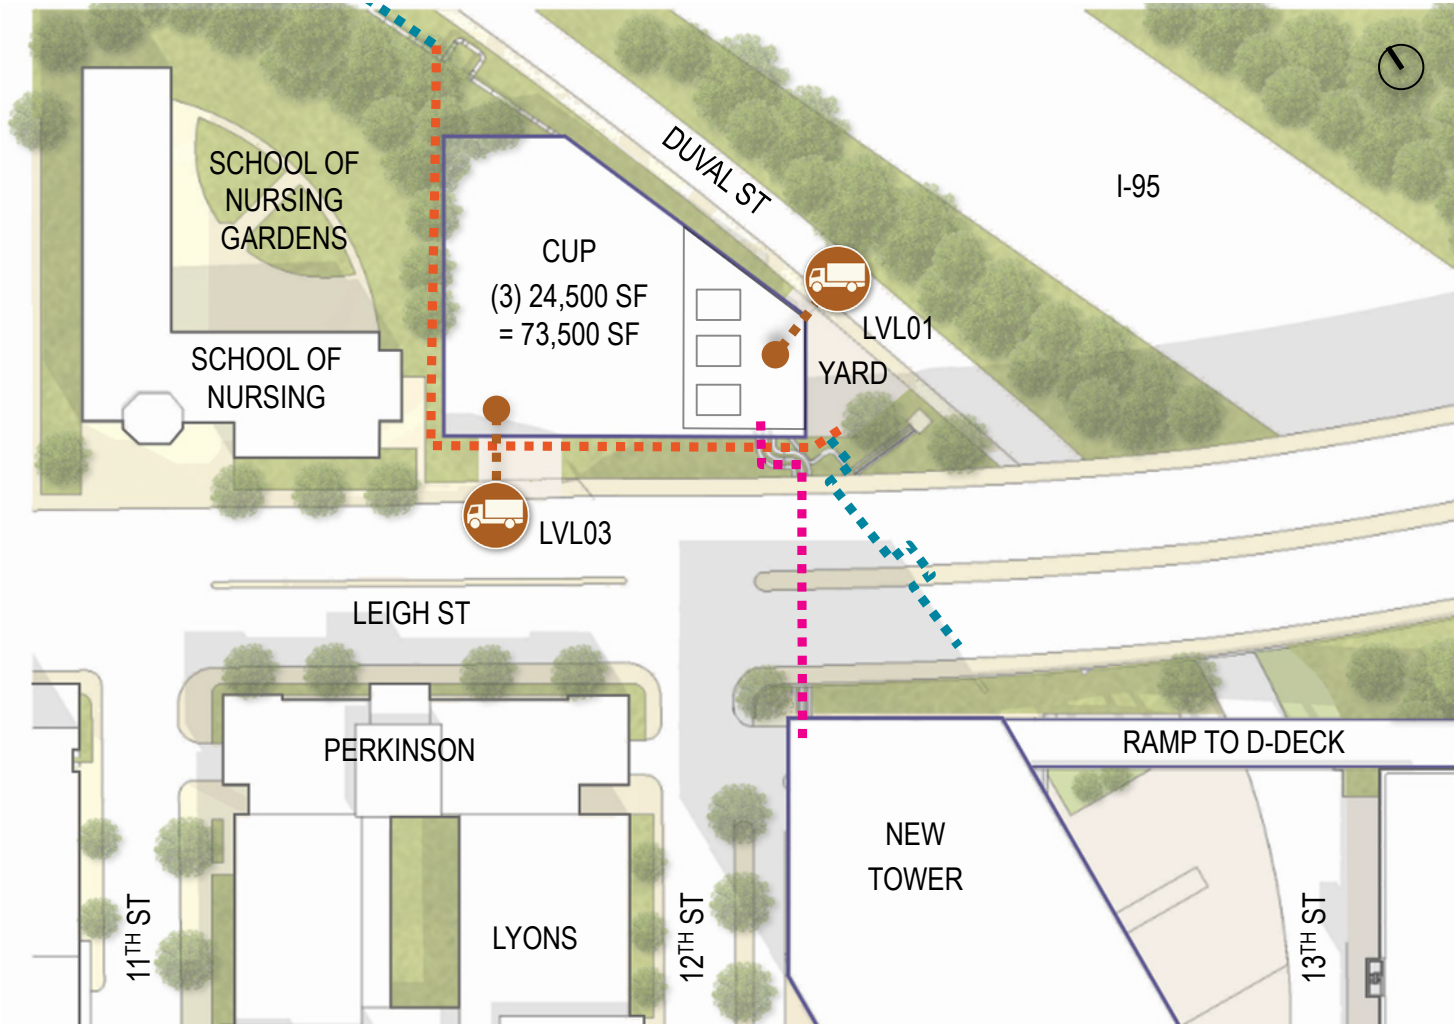 DUVAL ST
I-95
SCHOOL OF
NURSING
GARDENS
CUP
(3) 24,500 SF
= 73,500 SF
LVL01
YARD
SCHOOL OF
NURSING
LVL03
LEIGH ST
PERKINSON
RAMP TO D-DECK
NEW
TOWER
LYONS
11TH ST
12TH ST
13TH ST